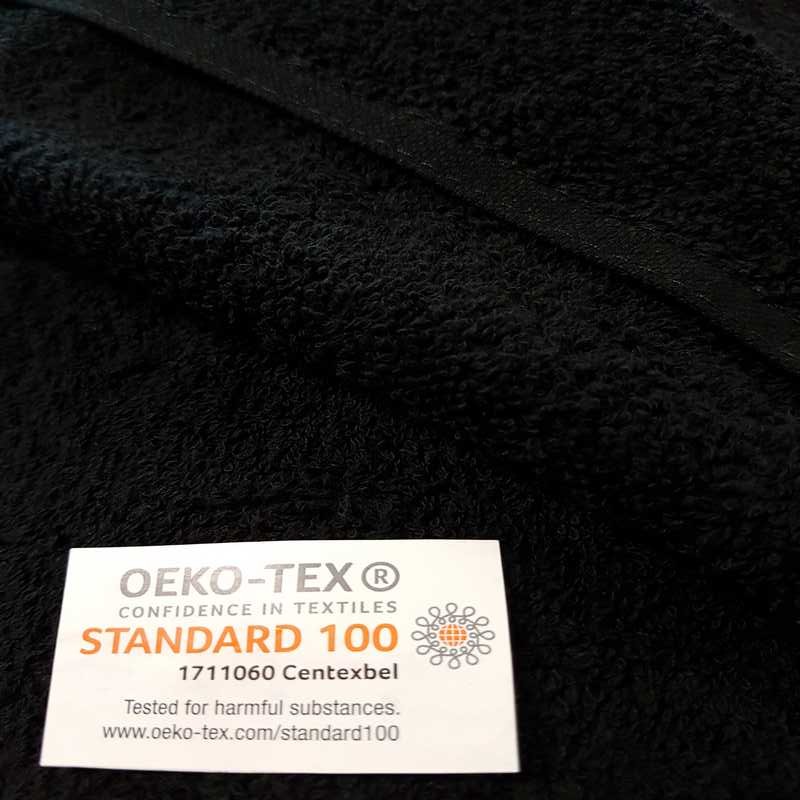 OEKO-TEX®
CONFIDENCE IN TEXTILES
STANDARD 100
1711060 Centexbel
Tested for harmful substances.
www.oeko-tex.com/standard100